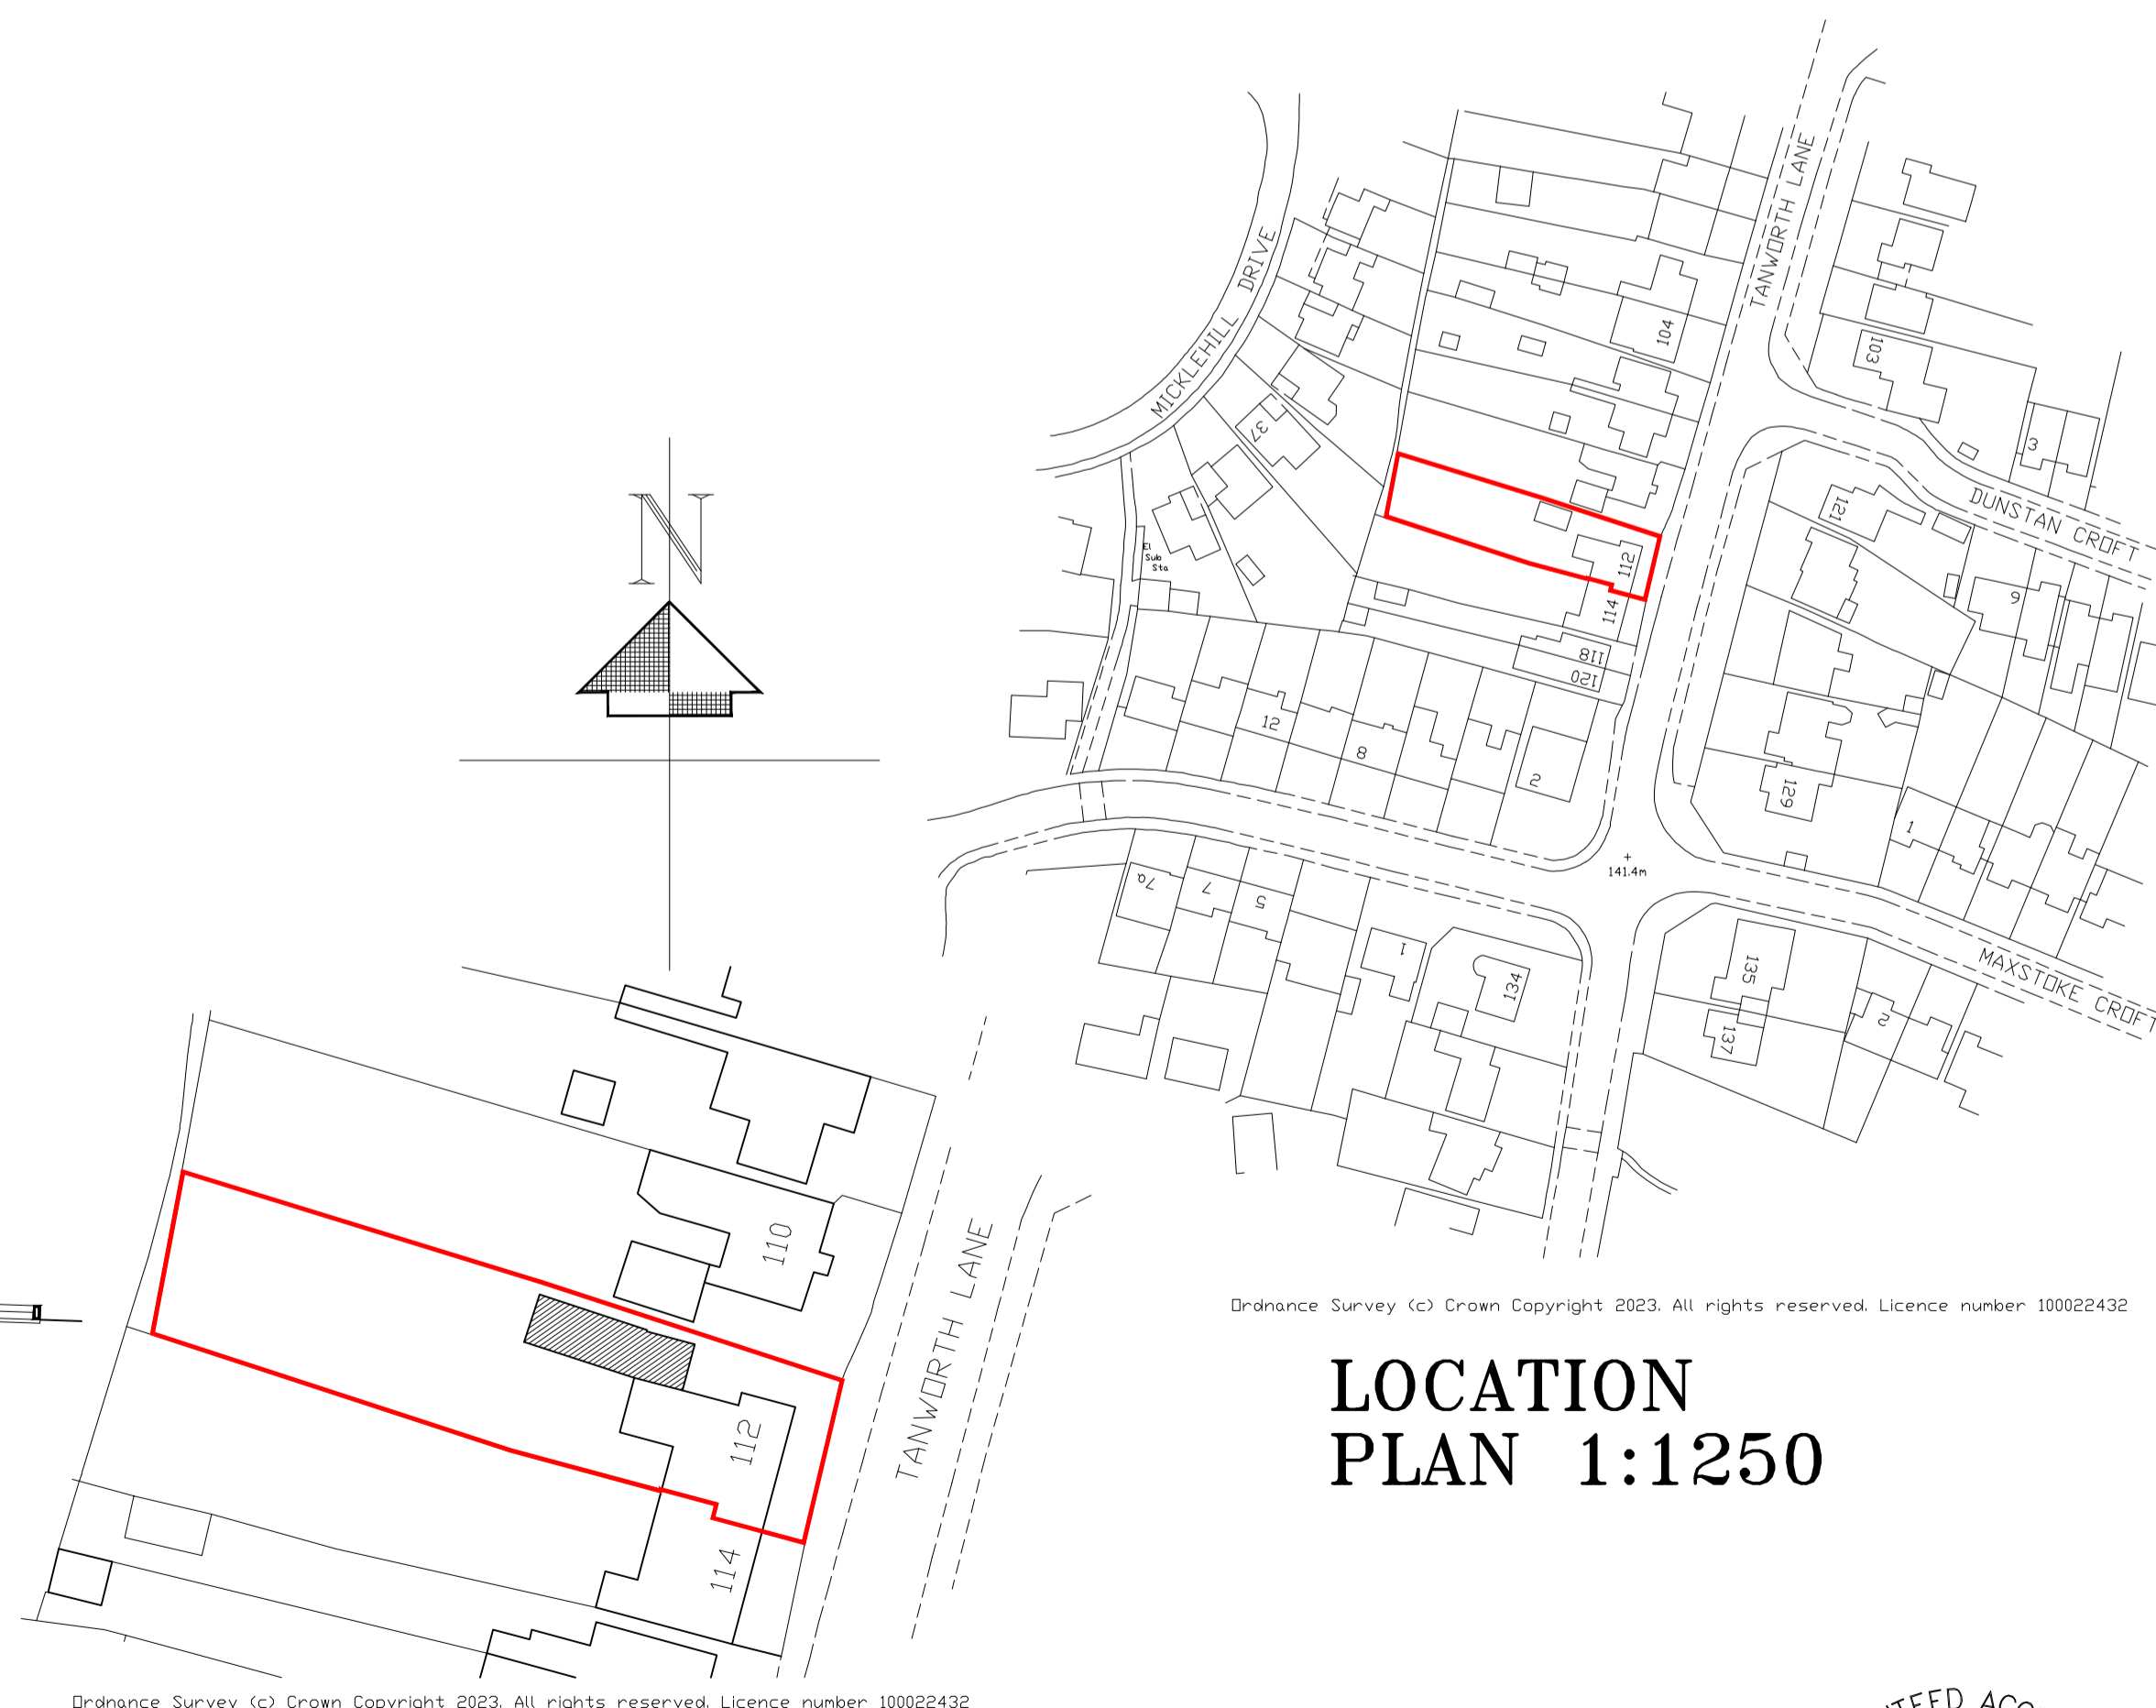 TANWORTH LANE
MICKLEHILL DRIVE
104
103
37
3
N
121
DUNSTAN CROFT
El
Sub
Sta
112
9
114
118
120
12
8
2
129
1
141.4m
7a
7
5
1
134
135
MAXSTOKE CROFT
137
2
110
TANWORTH LANE
112
114
Ordnance Survey (c) Crown Copyright 2023. All rights reserved. Licence number 100022432
LOCATION
PLAN 1:1250
Ordnance Survey (c) Crown Copyright 2023. All rights reserved. Licence number 100022432